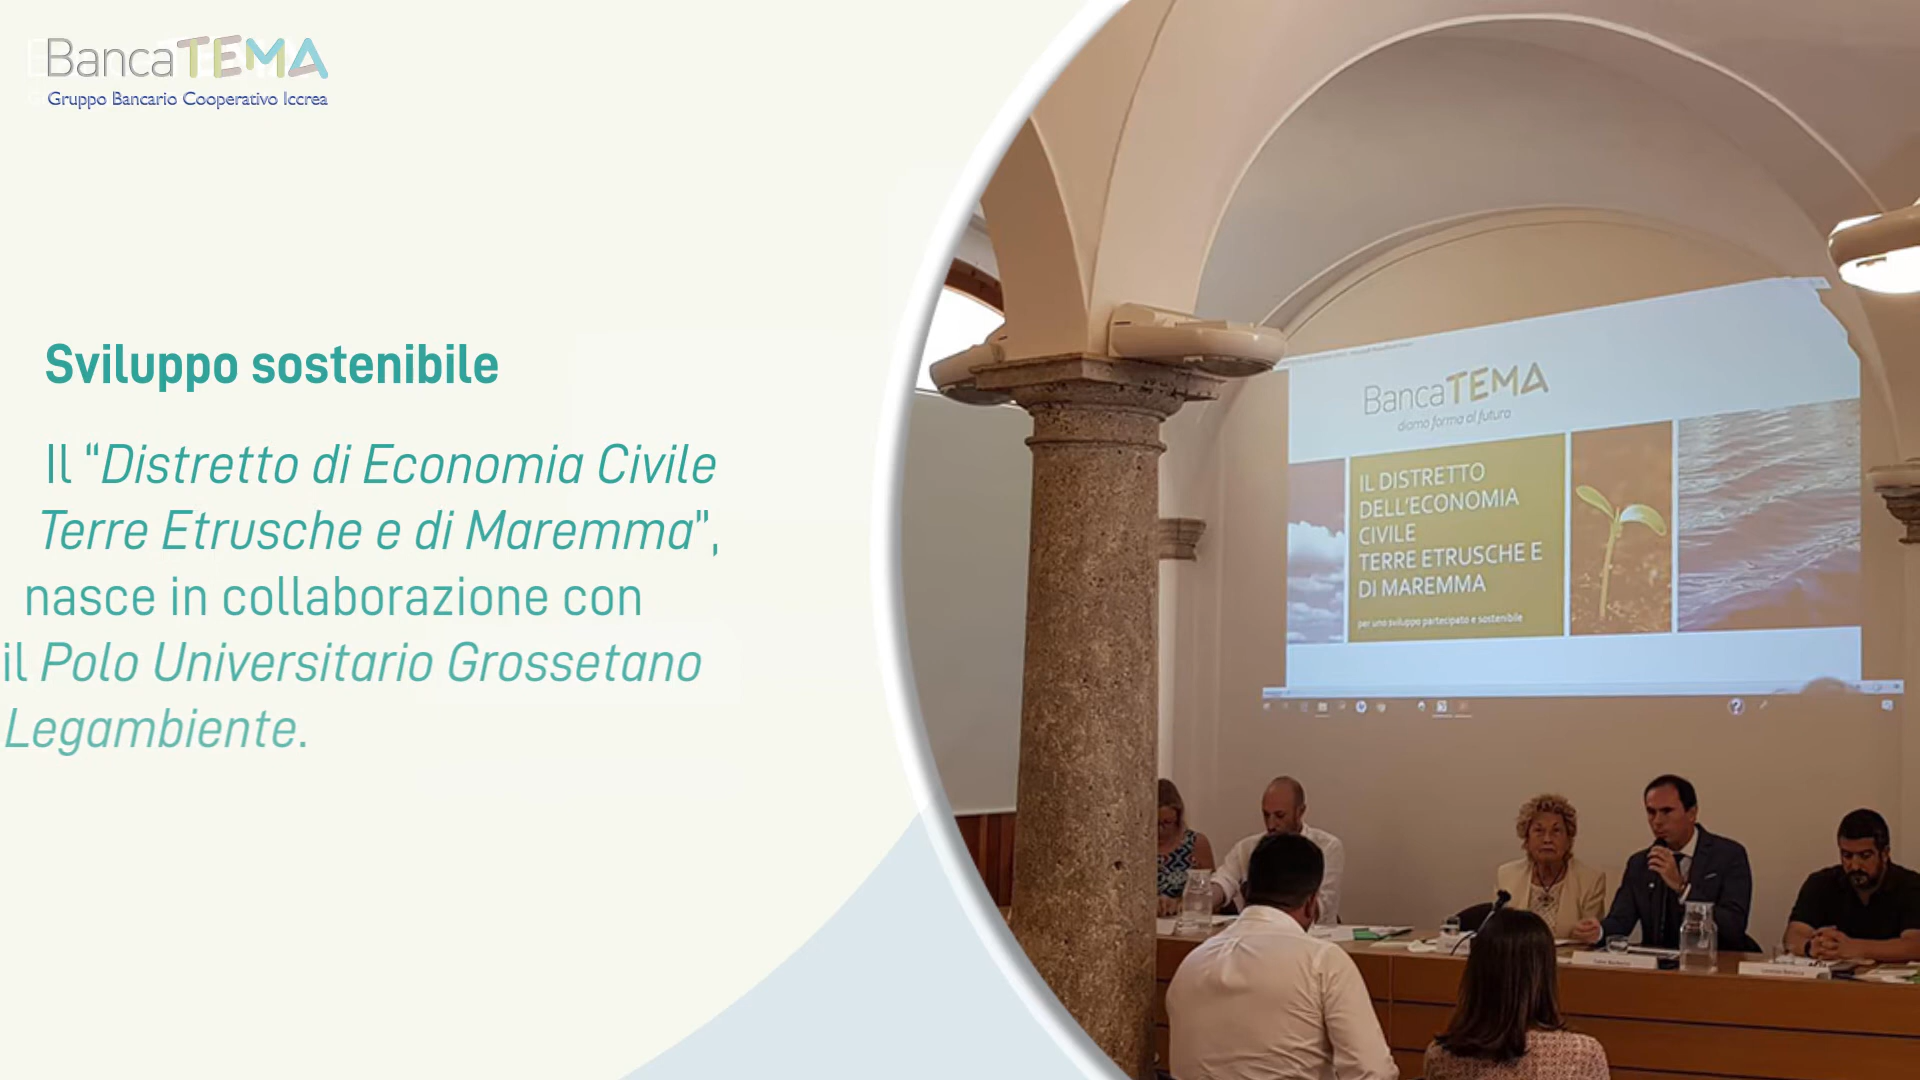 BancaTEMA
Gruppo Bancario Cooperativo Iccrea
Sviluppo sostenibile
Il “Distretto di Economia Civile
Terre Etrusche e di Maremma”,
nasce in collaborazione con
il Polo Universitario Grossetano
Legambiente.
BancaTEMA
diamo forma al futuro
IL DISTRETTO
DELL'ECONOMIA
CIVILE
TERRE ETRUSCHE E
DI MAREMMA
per uno sviluppo partecipato e sostenibile